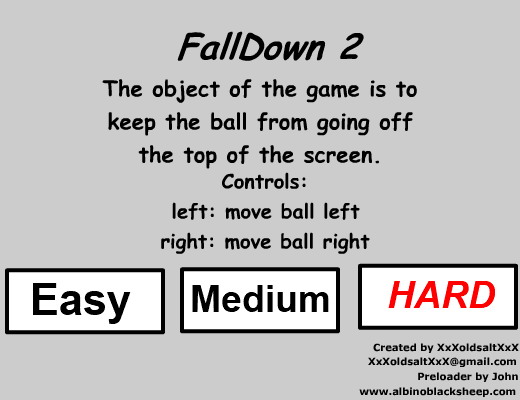 FallDown 2
The object of the game is to
keep the ball from going off
the top of the screen.
Controls:
left: move ball left
right: move ball right
Easy
Medium
HARD
Created by XxXoldsaltXxX
XxXoldsaltXxX@gmail.com
Preloader by John
www.albinoblacksheep.com